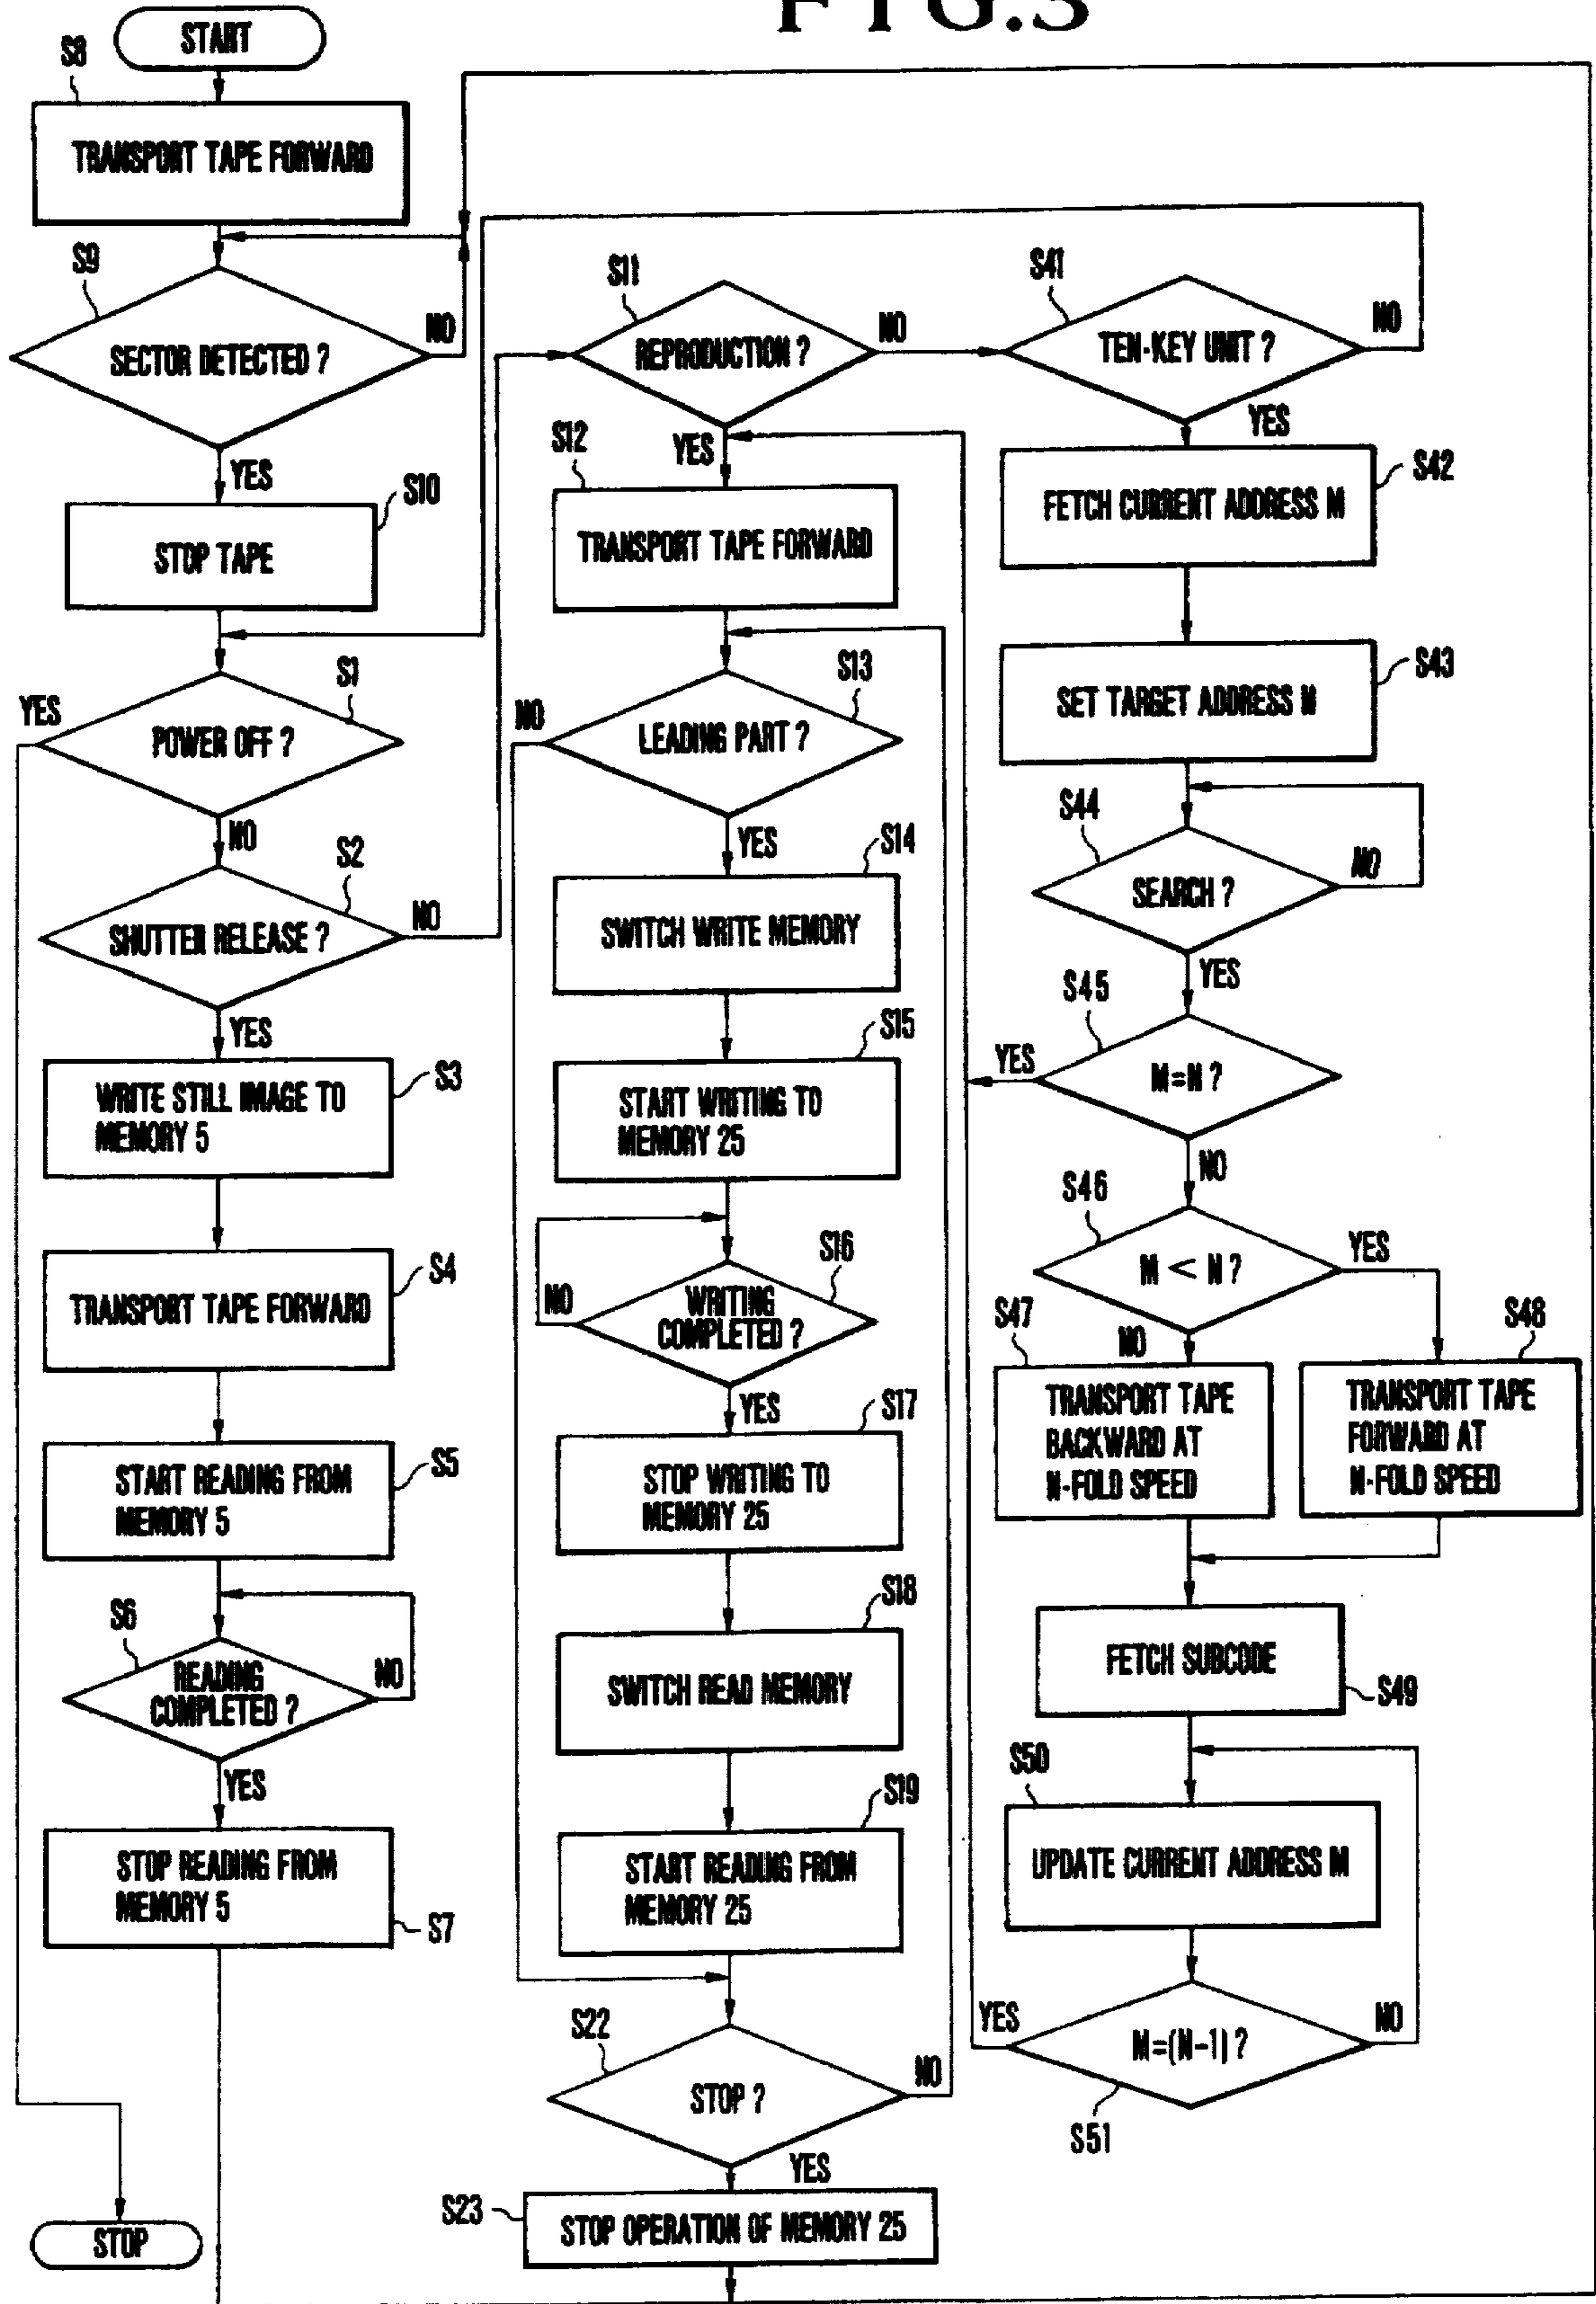 FIG.3
START
S8
TRANSPORT TAPE FORWARD
S9
SECTOR DETECTED ?
NO
YES
S10
STOP TAPE
S1
YES
POWER OFF ?
NO
S2
SHUTTER RELEASE ?
NO
YES
S3
WRITE STILL IMAGE TO
MEMORY 5
S4
TRANSPORT TAPE FORWARD
S5
START READING FROM
MEMORY 5
S6
READING
COMPLETED ?
NO
YES
STOP READING FROM
MEMORY 5
S7
STOP
S11
REPRODUCTION ?
NO
YES
S12
TRANSPORT TAPE FORWARD
S13
NO
LEADING PART ?
YES
S14
SWITCH WRITE MEMORY
S15
START WRITING TO
MEMORY 25
S16
NO
WRITING
COMPLETED ?
YES
S17
STOP WRITING TO
MEMORY 25
S18
SWITCH READ MEMORY
S19
START READING FROM
MEMORY 25
S22
STOP ?
NO
YES
S23
STOP OPERATION OF MEMORY 25
S41
TEN-KEY UNIT ?
NO
YES
S42
FETCH CURRENT ADDRESS M
S43
SET TARGET ADDRESS N
S44
SEARCH ?
NO
YES
S45
YES
M=N ?
NO
S46
M < N ?
YES
NO
S47
TRANSPORT TAPE
BACKWARD AT
N-FOLD SPEED
S48
TRANSPORT TAPE
FORWARD AT
N-FOLD SPEED
FETCH SUBCODE
S49
S50
UPDATE CURRENT ADDRESS M
YES
M=(N-1) ?
NO
S51